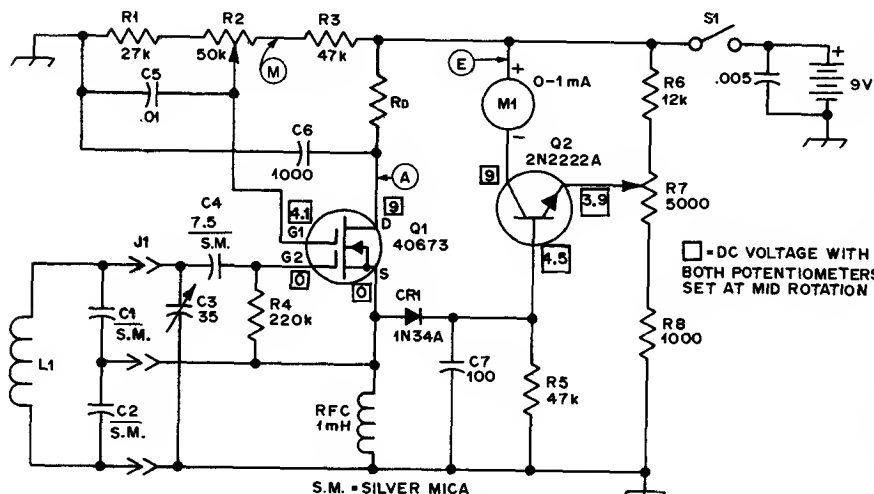 R1
27k
R2
50k
R3
47k
M
C5
.01
C6
1000
RD
A
E
+
M1
0-1mA
-
S1
.005
+
9V
R6
12k
Q2
2N2222A
9
3.9
4.5
R7
5000
C4
7.5
S.M.
J1
4.1
G1
G2
0
9
D
S
0
Q1
40673
□=DC VOLTAGE WITH
BOTH POTENTIOMETERS
SET AT MID ROTATION
L1
C1
S.M.
C2
S.M.
C3
35
R4
220k
CR1
1N34A
C7
100
R5
47k
R8
1000
RFC
1mH
S.M. = SILVER MICA